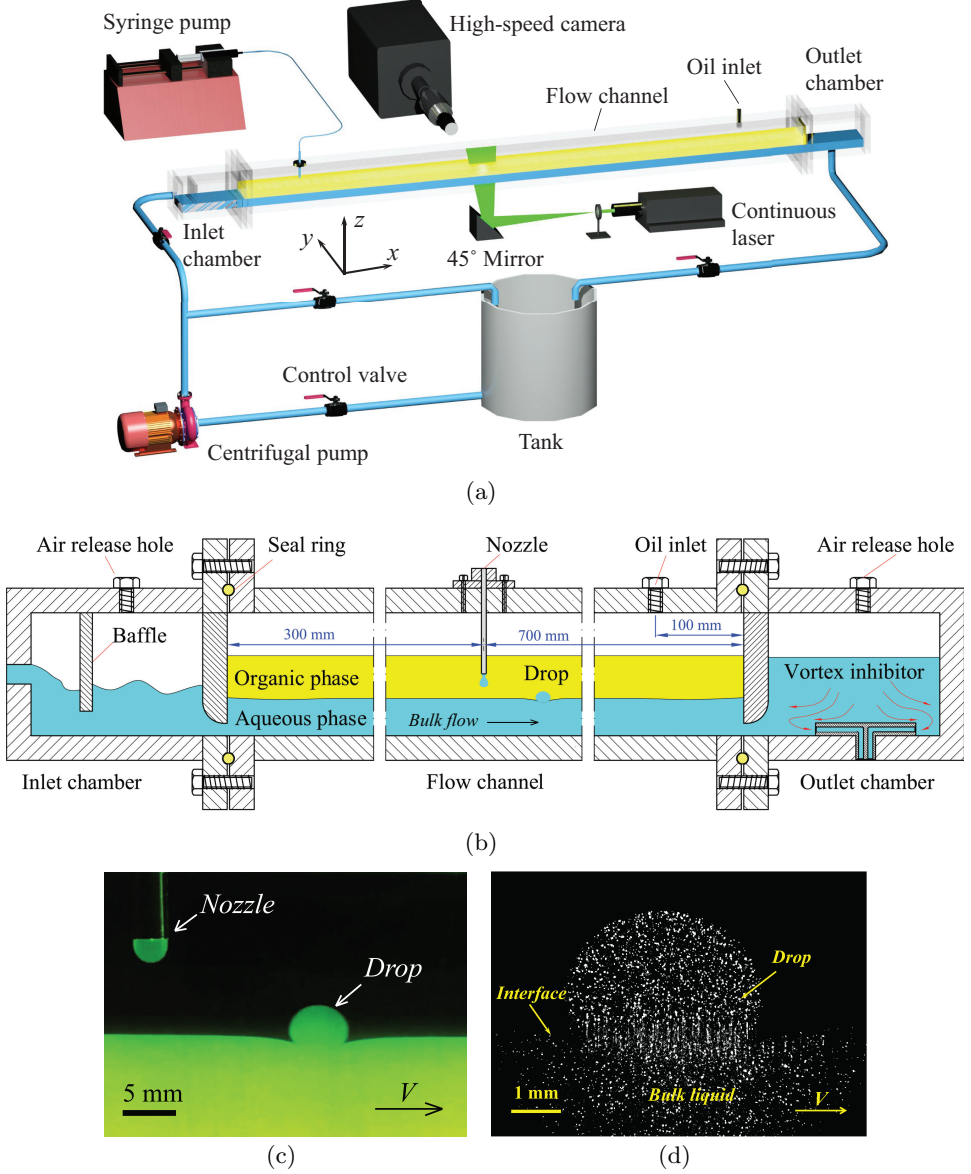 Syringe pump
High-speed camera
Outlet
chamber
Oil inlet
Flow channel
Inlet
chamber
z
y
x
45° Mirror
Continuous
laser
Control valve
Centrifugal pump
Tank
(a)
Air release hole
Seal ring
Nozzle
Oil inlet
Air release hole
Baffle
300 mm
700 mm
100 mm
Organic phase
Drop
Vortex inhibitor
Aqueous phase
Bulk flow
Inlet chamber
Flow channel
Outlet chamber
(b)
Nozzle
Drop
5 mm
V
(c)
Drop
Interface
Bulk liquid
1 mm
V
(d)